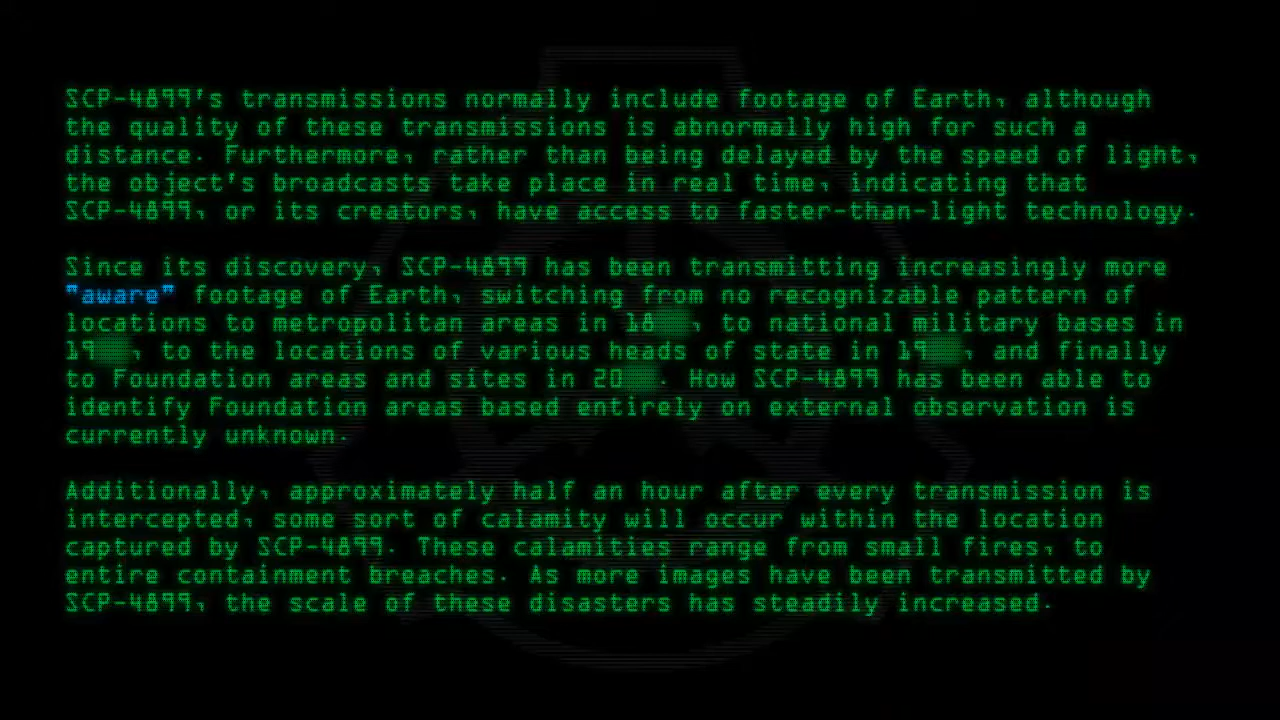 SCP-4899's transmissions normally include footage of Earth, although
the quality of these transmissions is abnormally high for such a
distance. Furthermore, rather than being delayed by the speed of light,
the object's broadcasts take place in real time, indicating that
SCP-4899, or its creators, have access to faster-than-light technology.
Since its discovery, SCP-4899 has been transmitting increasingly more
"aware" footage of Earth, switching from no recognizable pattern of
locations to metropolitan areas in 18, to national military bases in
19, to the locations of various heads of state in 19, and finally
to Foundation areas and sites in 20. How SCP-4899 has been able to
identify Foundation areas based entirely on external observation is
currently unknown.
Additionally, approximately half an hour after every transmission is
intercepted, some sort of calamity will occur within the location
captured by SCP-4899. These calamities range from small fires, to
entire containment breaches. As more images have been transmitted by
SCP-4899, the scale of these disasters has steadily increased.